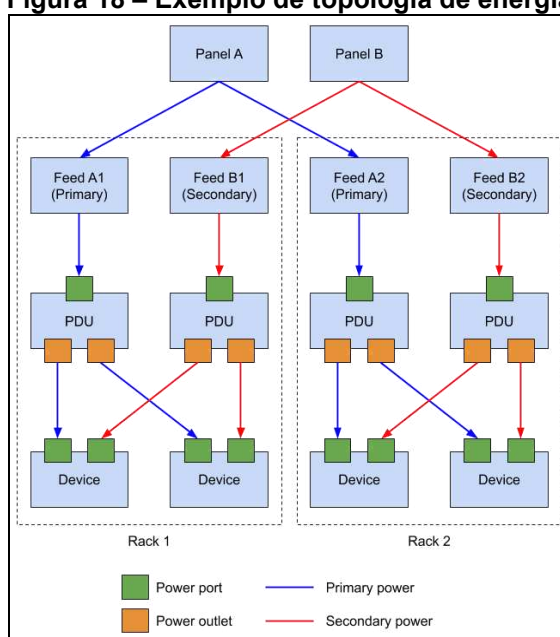 Figura 18 – Exemplo de topologia de energia
Panel A
Panel B
Feed A1
(Primary)
Feed B1
(Secondary)
Feed A2
(Primary)
Feed B2
(Secondary)
PDU
PDU
PDU
PDU
Device
Device
Device
Device
Rack 1
Rack 2
Power port
Primary power
Power outlet
Secondary power